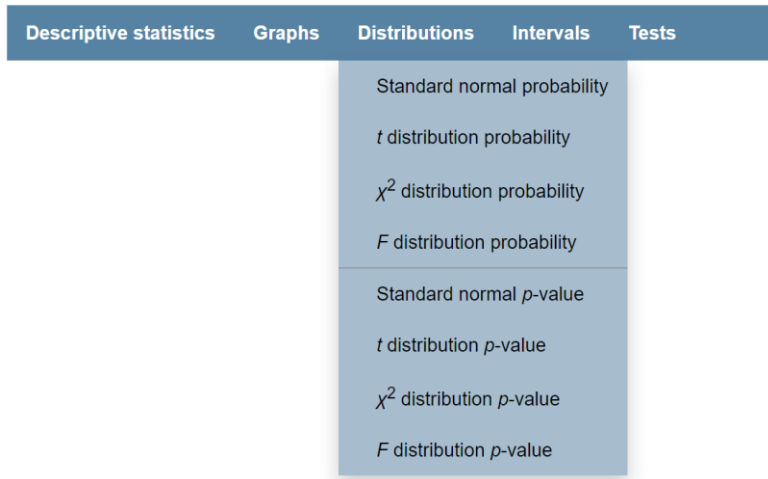 Descriptive statistics Graphs Distributions Intervals Tests
Standard normal probability
t distribution probability
χ² distribution probability
F distribution probability
Standard normal p-value
t distribution p-value
χ² distribution p-value
F distribution p-value